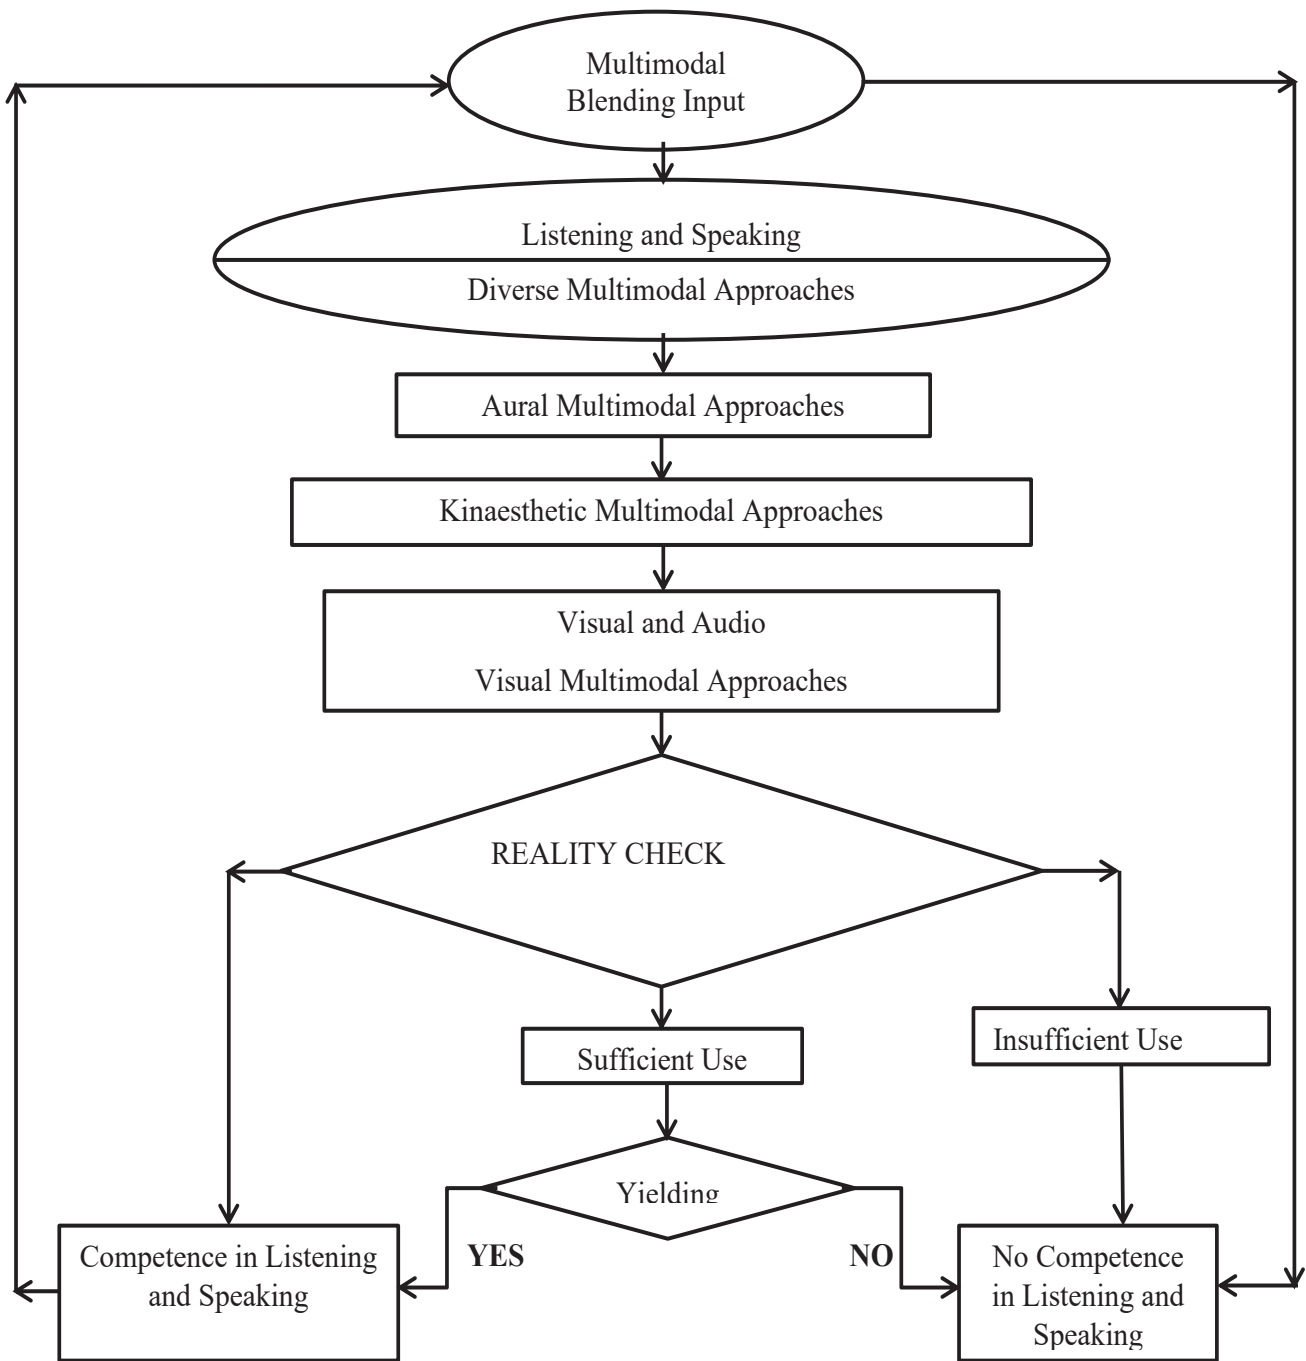 Multimodal
Blending Input
Listening and Speaking
Diverse Multimodal Approaches
Aural Multimodal Approaches
Kinaesthetic Multimodal Approaches
Visual and Audio
Visual Multimodal Approaches
REALITY CHECK
Sufficient Use
Insufficient Use
Yielding
YES
NO
Competence in Listening
and Speaking
No Competence
in Listening and
Speaking